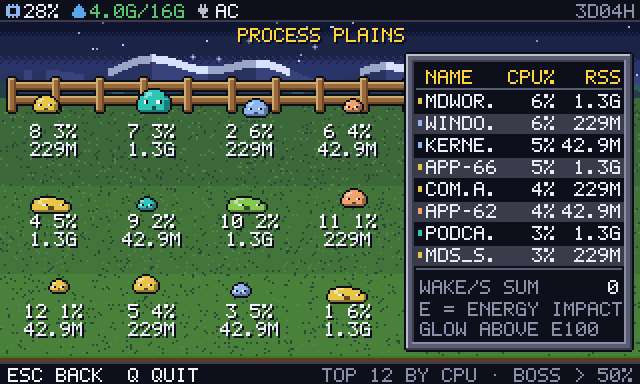 28% 4.0G/16G AC 3D04H
PROCESS PLAINS
NAME CPU% RSS
MDWOR. 6% 1.3G
WINDO. 6% 229M
KERNE. 5% 42.9M
APP-66 5% 1.3G
COM.A. 4% 229M
APP-62 4% 42.9M
PODCA. 3% 1.3G
MDS_S. 3% 229M
WAKE/S SUM 0
E = ENERGY IMPACT
GLOW ABOVE E100
8 3% 7 3% 2 6% 6 4%
229M 1.3G 229M 42.9M
4 5% 9 2% 10 2% 11 1%
1.3G 42.9M 1.3G 229M
12 1% 5 4% 3 5% 1 6%
42.9M 229M 42.9M 1.3G
ESC BACK Q QUIT TOP 12 BY CPU · BOSS > 50%